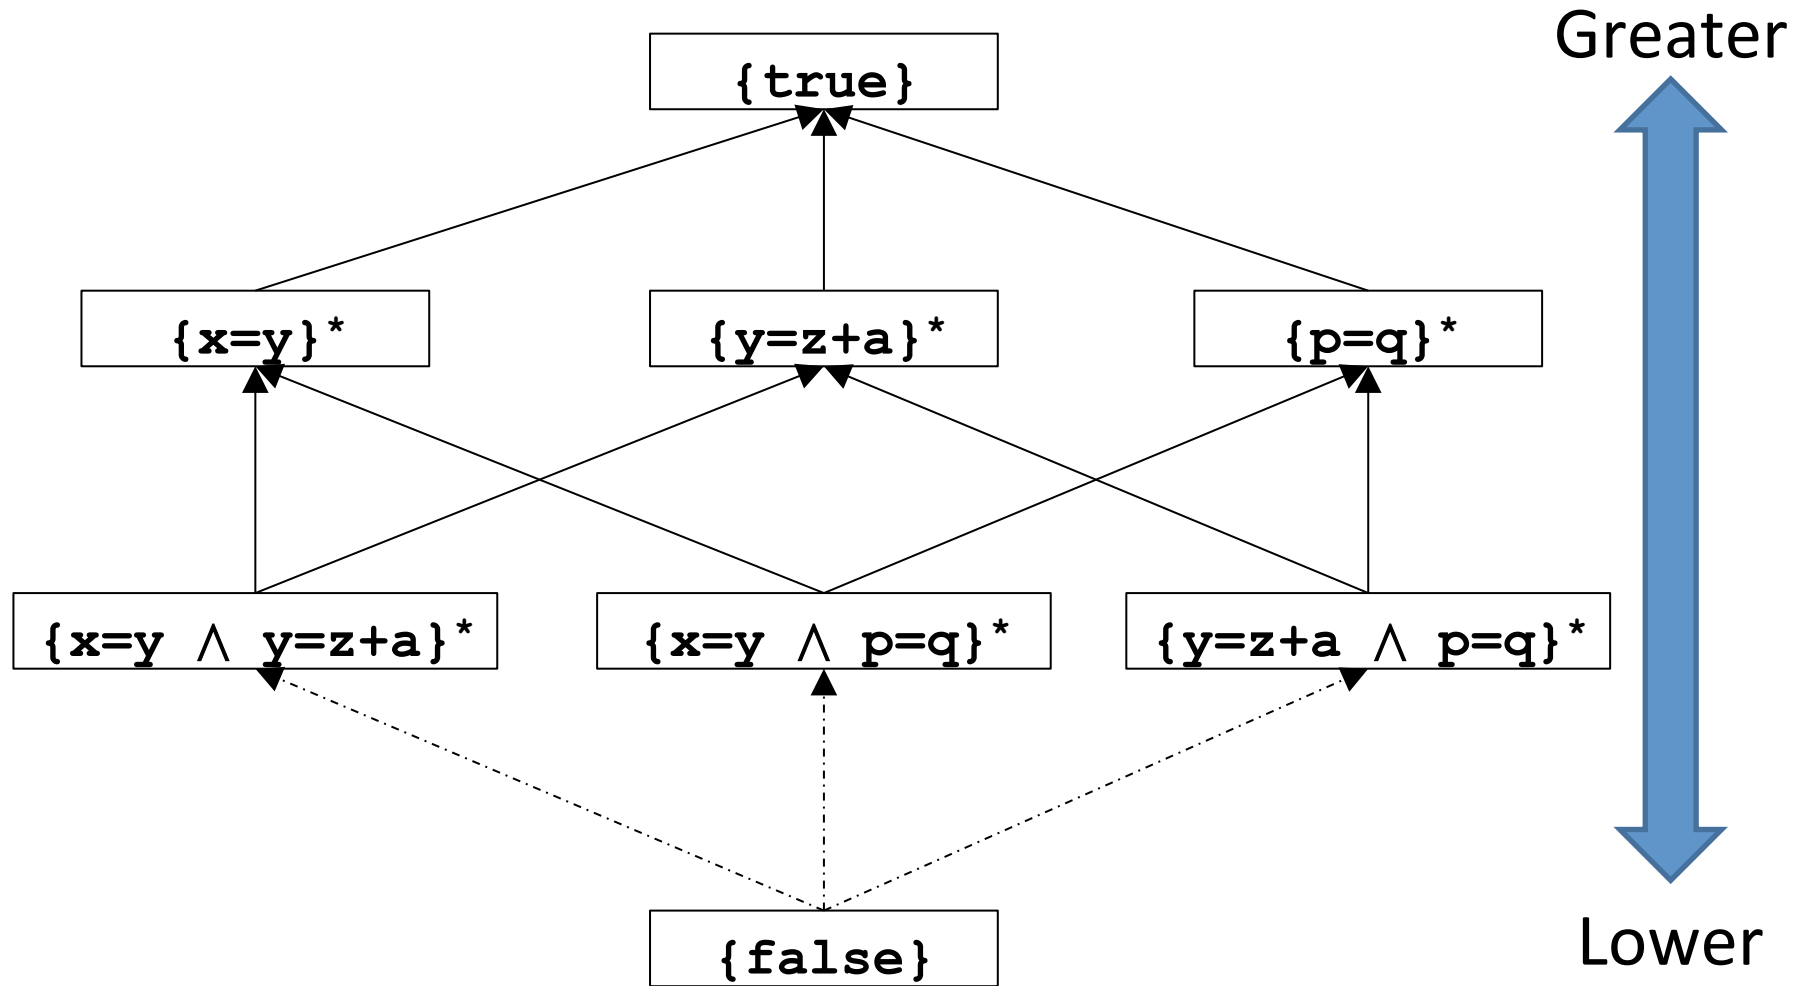 Greater
{true}
{x=y}*
{y=z+a}*
{p=q}*
{x=y ∧ y=z+a}*
{x=y ∧ p=q}*
{y=z+a ∧ p=q}*
{false}
Lower